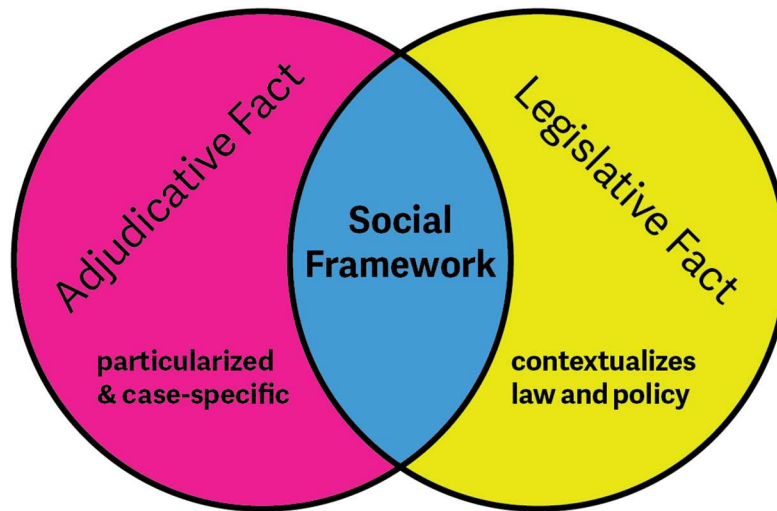 Adjudicative Fact
Legislative Fact
Social
Framework
particularized
& case-specific
contextualizes
law and policy